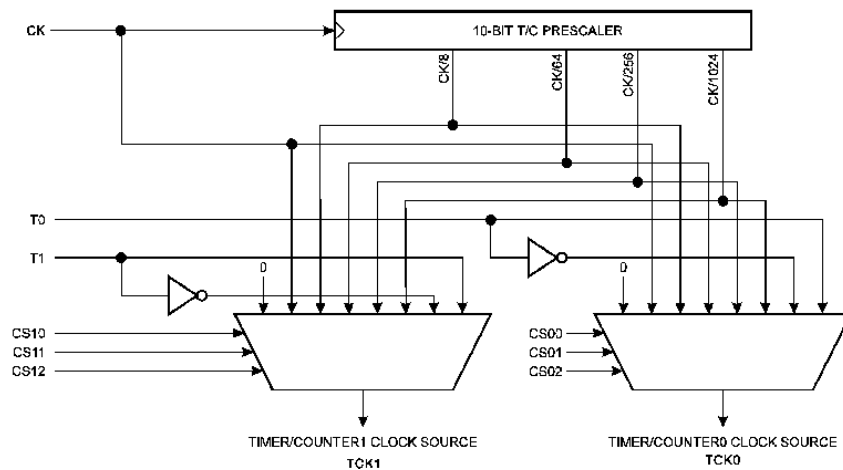 CK
10-BIT T/C PRESCALER
CK/8
CK/64
CK/256
CK/1024
T0
T1
0
0
CS10
CS11
CS12
CS00
CS01
CS02
TIMER/COUNTER1 CLOCK SOURCE
TCK1
TIMER/COUNTER0 CLOCK SOURCE
TCK0